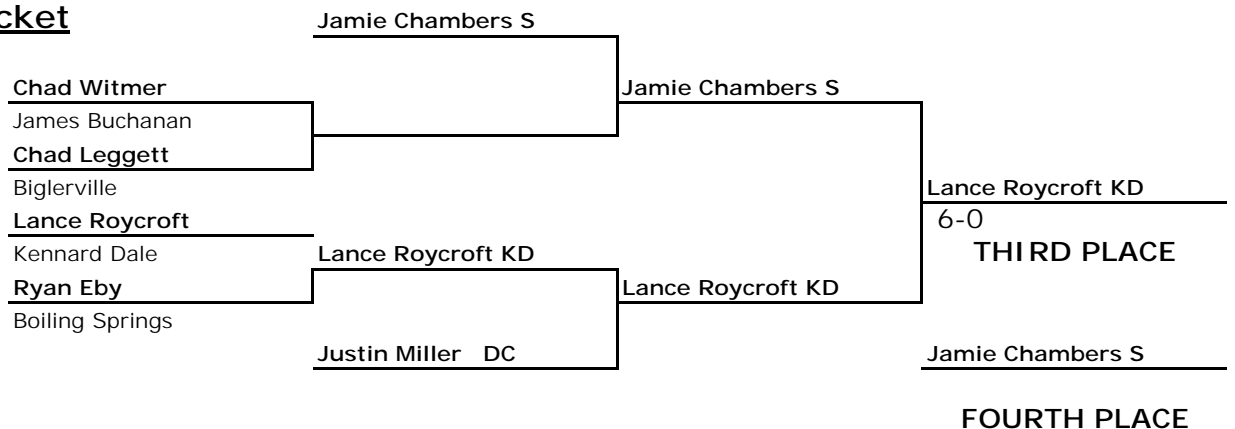 cket
Jamie Chambers S
Chad Witmer
Jamie Chambers S
James Buchanan
Chad Leggett
Biglerville
Lance Roycroft KD
Lance Roycroft
6-0
Kennard Dale
Lance Roycroft KD
THIRD PLACE
Ryan Eby
Lance Roycroft KD
Boiling Springs
Justin Miller DC
Jamie Chambers S
FOURTH PLACE